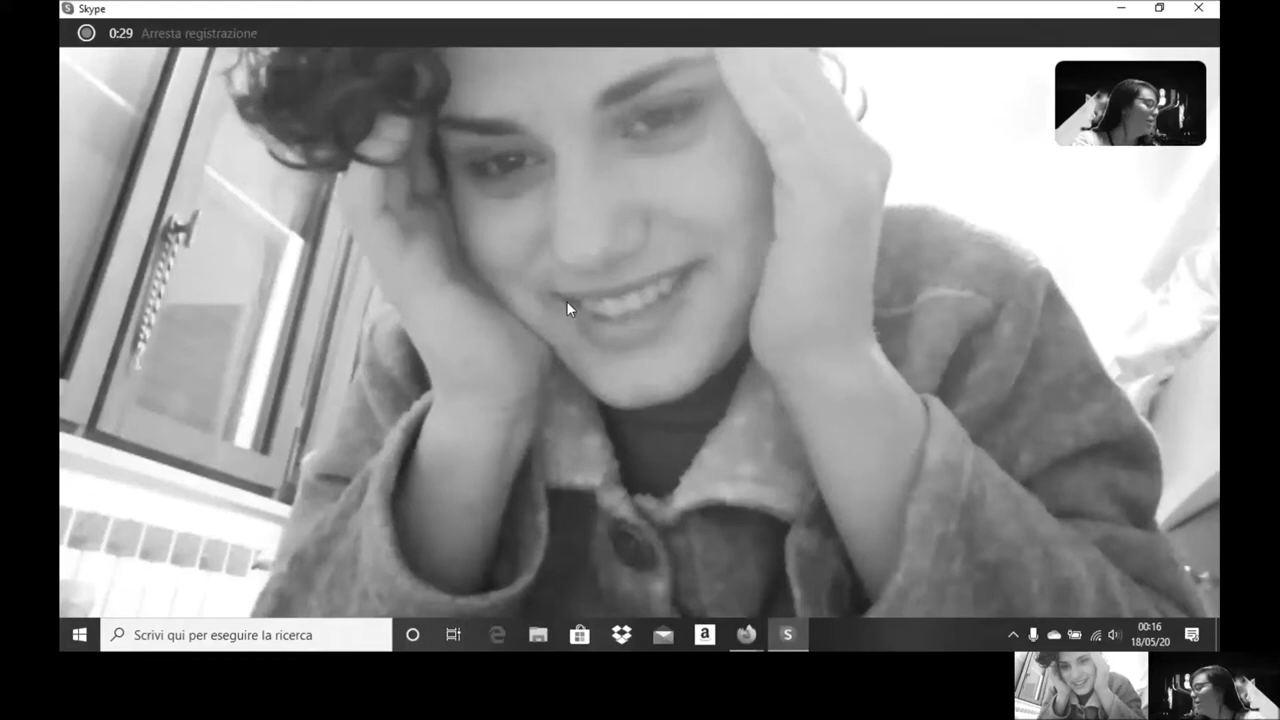 Skype
0:29 Arresta registrazione
Scrivi qui per eseguire la ricerca
a
S
00:16
18/05/20